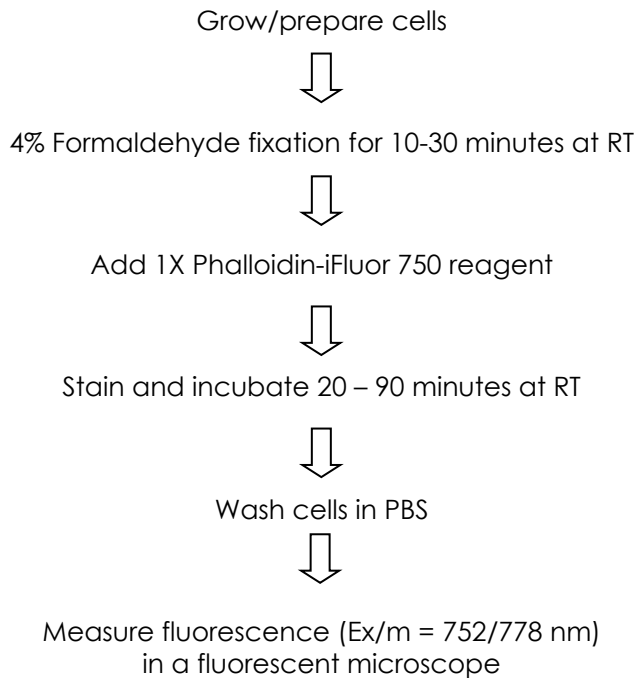 Grow/prepare cells
4% Formaldehyde fixation for 10-30 minutes at RT
Add 1X Phalloidin-iFluor 750 reagent
Stain and incubate 20 – 90 minutes at RT
Wash cells in PBS
Measure fluorescence (Ex/m = 752/778 nm)
in a fluorescent microscope